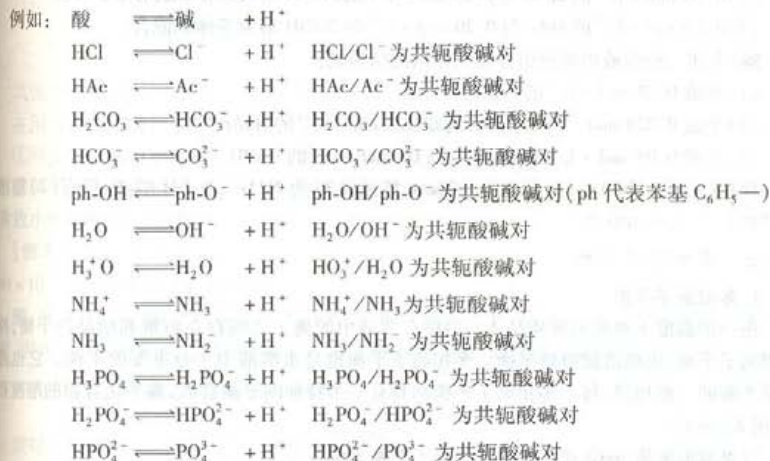 例如: 酸 ⇌碱 + H⁺
HCl ⇌Cl⁻ + H⁺ HCl/Cl⁻ 为共轭酸碱对
HAc ⇌Ac⁻ + H⁺ HAc/Ac⁻ 为共轭酸碱对
H₂CO₃ ⇌HCO₃⁻ + H⁺ H₂CO₃/HCO₃⁻ 为共轭酸碱对
HCO₃⁻ ⇌CO₃²⁻ + H⁺ HCO₃⁻/CO₃²⁻ 为共轭酸碱对
ph-OH ⇌ph-O⁻ + H⁺ ph-OH/ph-O⁻ 为共轭酸碱对(ph 代表苯基 C₆H₅—)
H₂O ⇌OH⁻ + H⁺ H₂O/OH⁻ 为共轭酸碱对
H₃⁺O ⇌H₂O + H⁺ HO₃⁺/H₂O 为共轭酸碱对
NH₄⁺ ⇌NH₃ + H⁺ NH₄⁺/NH₃为共轭酸碱对
NH₃ ⇌NH₂⁻ + H⁺ NH₃/NH₂⁻ 为共轭酸碱对
H₃PO₄ ⇌H₂PO₄⁻ + H⁺ H₃PO₄/H₂PO₄⁻ 为共轭酸碱对
H₂PO₄⁻ ⇌HPO₄²⁻ + H⁺ H₂PO₄⁻/HPO₄²⁻ 为共轭酸碱对
HPO₄²⁻ ⇌PO₄³⁻ + H⁺ HPO₄²⁻/PO₄³⁻ 为共轭酸碱对